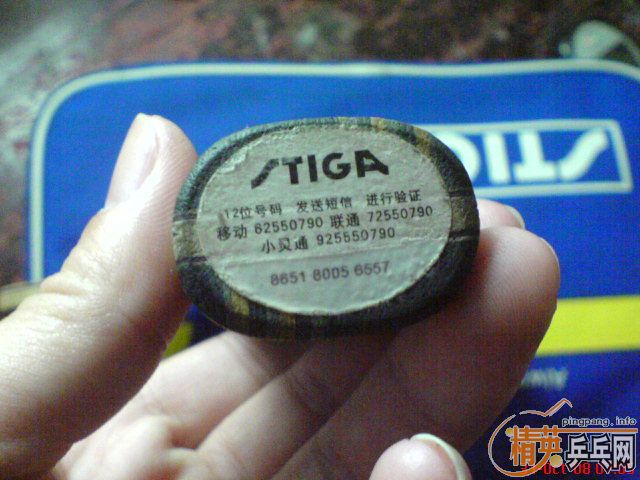 STIGA
12位号码 发送短信 进行验证
移动 62550790 联通 72550790
小灵通 925550790
8651 8005 6557
STIG
pingpang.info
精英乒乓网